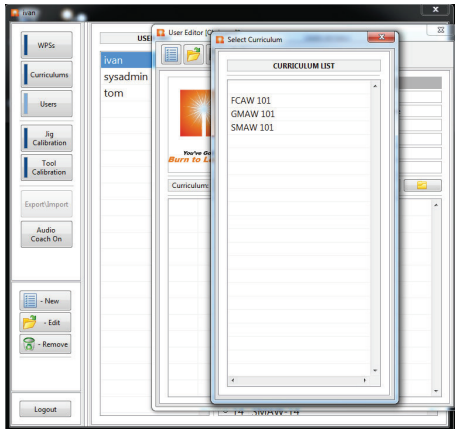 ivan
x
WPSs
Curriculums
Users
Jig
Calibration
Tool
Calibration
Export\Import
Audio
Coach On
- New
- Edit
- Remove
Logout
USE
ivan
sysadmin
tom
User Editor
Burn to
Curriculum:
Select Curriculum
CURRICULUM LIST
FCAW 101
GMAW 101
SMAW 101
14 SMAW-14